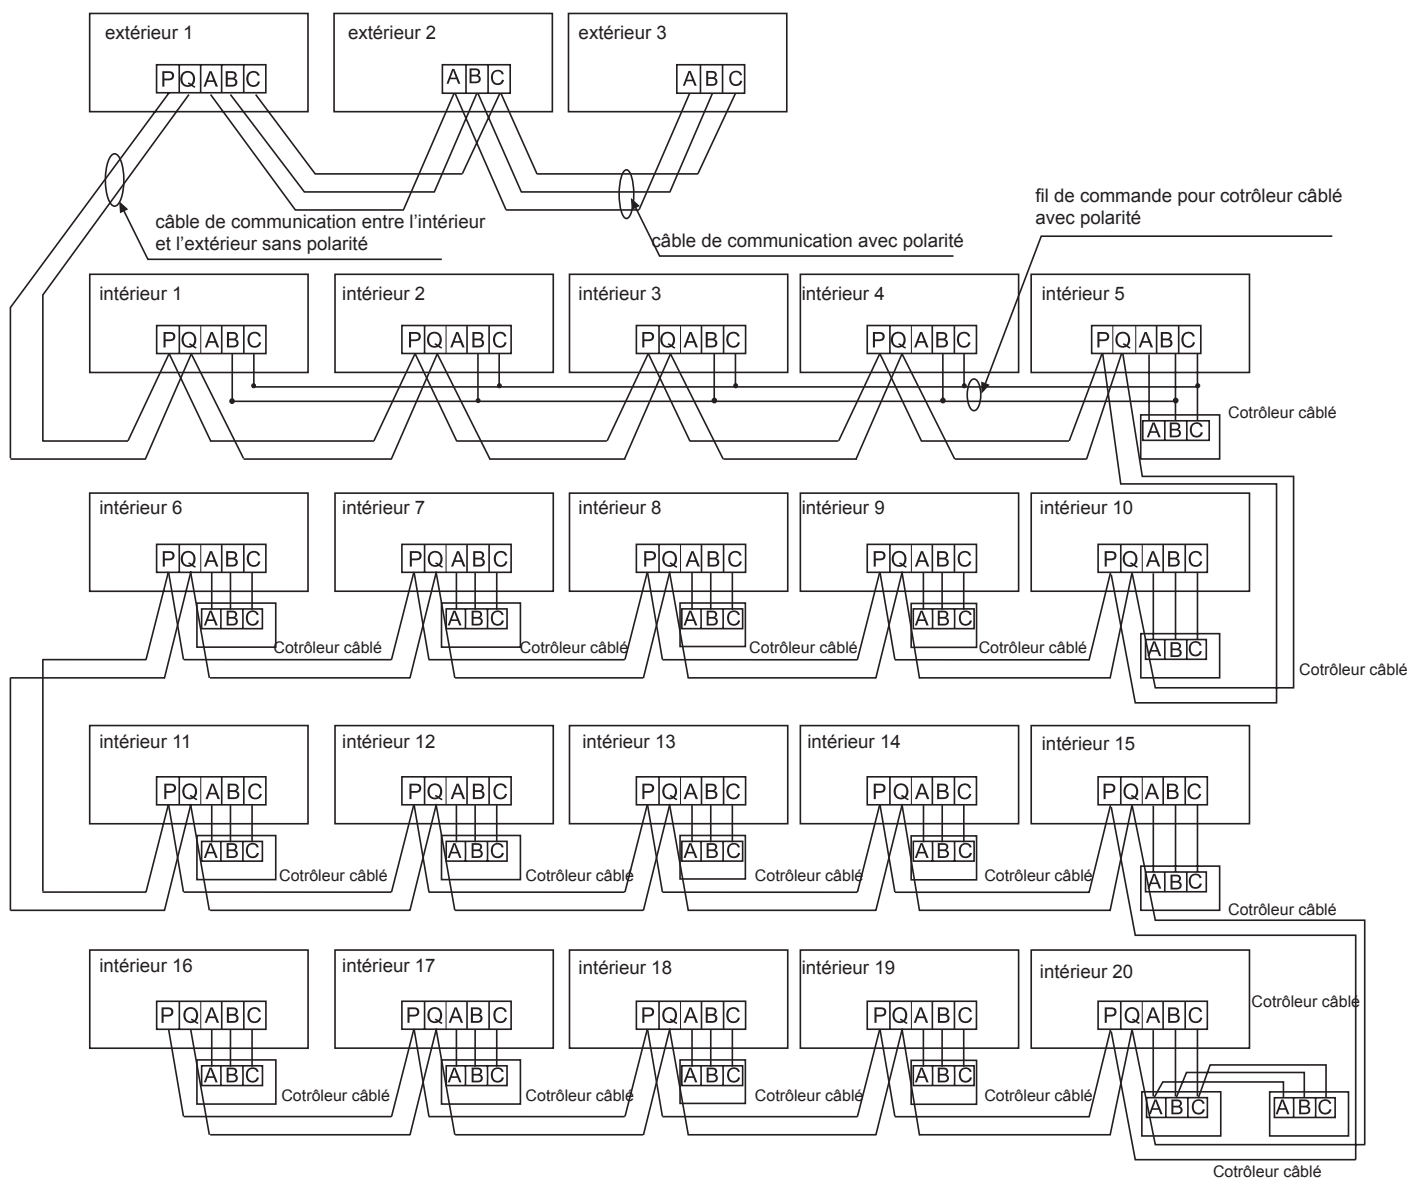 extérieur 1
extérieur 2
extérieur 3
P Q A B C
A B C
A B C
câble de communication entre l'intérieur
et l'extérieur sans polarité
câble de communication avec polarité
fil de commande pour cotrôleur câblé
avec polarité
intérieur 1
intérieur 2
intérieur 3
intérieur 4
intérieur 5
P Q A B C
P Q A B C
P Q A B C
P Q A B C
P Q A B C
Cotrôleur câblé
A B C
intérieur 6
intérieur 7
intérieur 8
intérieur 9
intérieur 10
P Q A B C
P Q A B C
P Q A B C
P Q A B C
P Q A B C
A B C
A B C
A B C
A B C
A B C
Cotrôleur câblé
Cotrôleur câblé
Cotrôleur câblé
Cotrôleur câblé
Cotrôleur câblé
intérieur 11
intérieur 12
intérieur 13
intérieur 14
intérieur 15
P Q A B C
P Q A B C
P Q A B C
P Q A B C
P Q A B C
A B C
A B C
A B C
A B C
A B C
Cotrôleur câblé
Cotrôleur câblé
Cotrôleur câblé
Cotrôleur câblé
Cotrôleur câblé
intérieur 16
intérieur 17
intérieur 18
intérieur 19
intérieur 20
Cotrôleur câblé
P Q A B C
P Q A B C
P Q A B C
P Q A B C
P Q A B C
A B C
A B C
A B C
A B C
Cotrôleur câblé
Cotrôleur câblé
Cotrôleur câblé
Cotrôleur câblé
A B C
A B C
Cotrôleur câblé